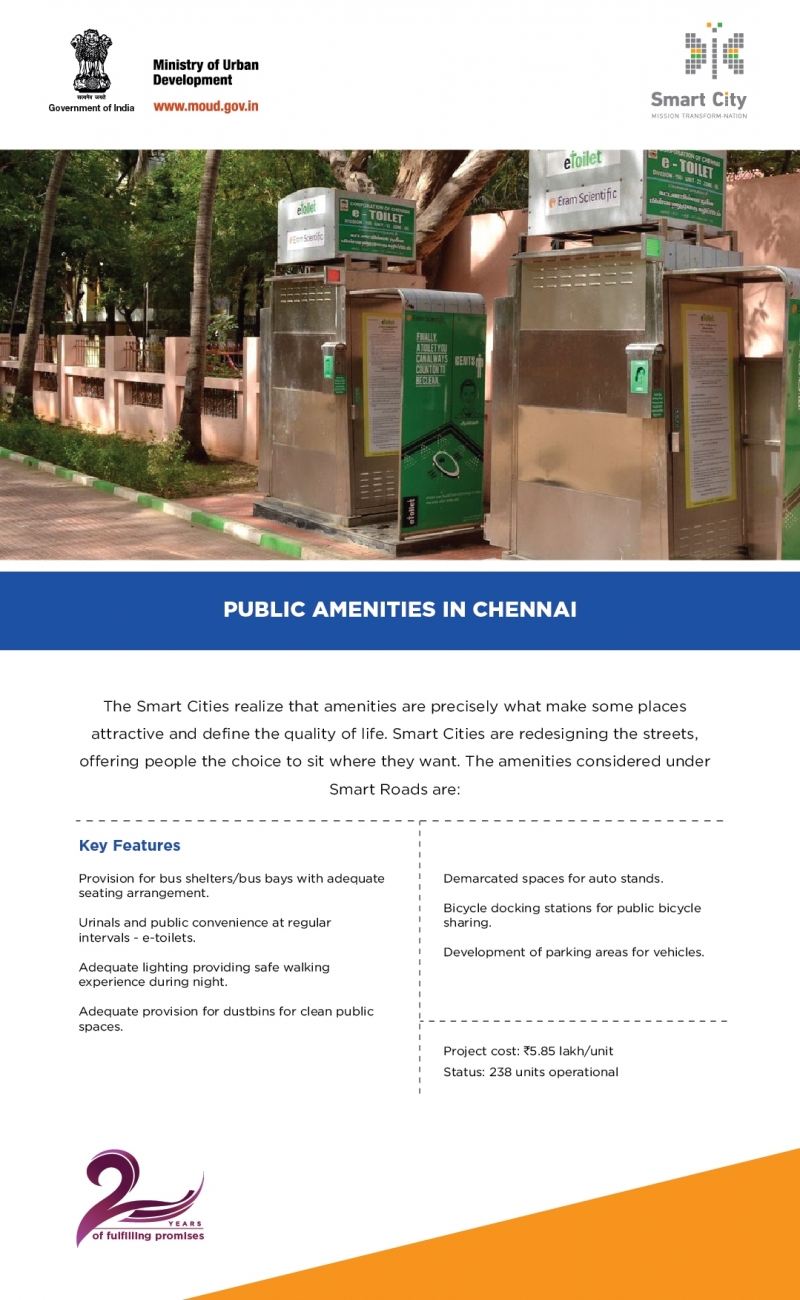 सत्यमेव जयते
Government of India
Ministry of Urban
Development
www.moud.gov.in
Smart City
MISSION TRANSFORM-NATION
eToilet
Eram Scientific
CORPORATION OF CHENNAI
e - TOILET
eToilet
Eram Scientific
CORPORATION OF CHENNAI
e - TOILET
FINALLY,
A TOILET YOU
CAN ALWAYS
COUNT ON TO
BE CLEAN.
GENTS
eToilet
PUBLIC AMENITIES IN CHENNAI
The Smart Cities realize that amenities are precisely what make some places
attractive and define the quality of life. Smart Cities are redesigning the streets,
offering people the choice to sit where they want. The amenities considered under
Smart Roads are:
Key Features
Provision for bus shelters/bus bays with adequate
seating arrangement.
Urinals and public convenience at regular
intervals - e-toilets.
Adequate lighting providing safe walking
experience during night.
Adequate provision for dustbins for clean public
spaces.
Demarcated spaces for auto stands.
Bicycle docking stations for public bicycle
sharing.
Development of parking areas for vehicles.
Project cost: ₹5.85 lakh/unit
Status: 238 units operational
2 YEARS
of fulfilling promises